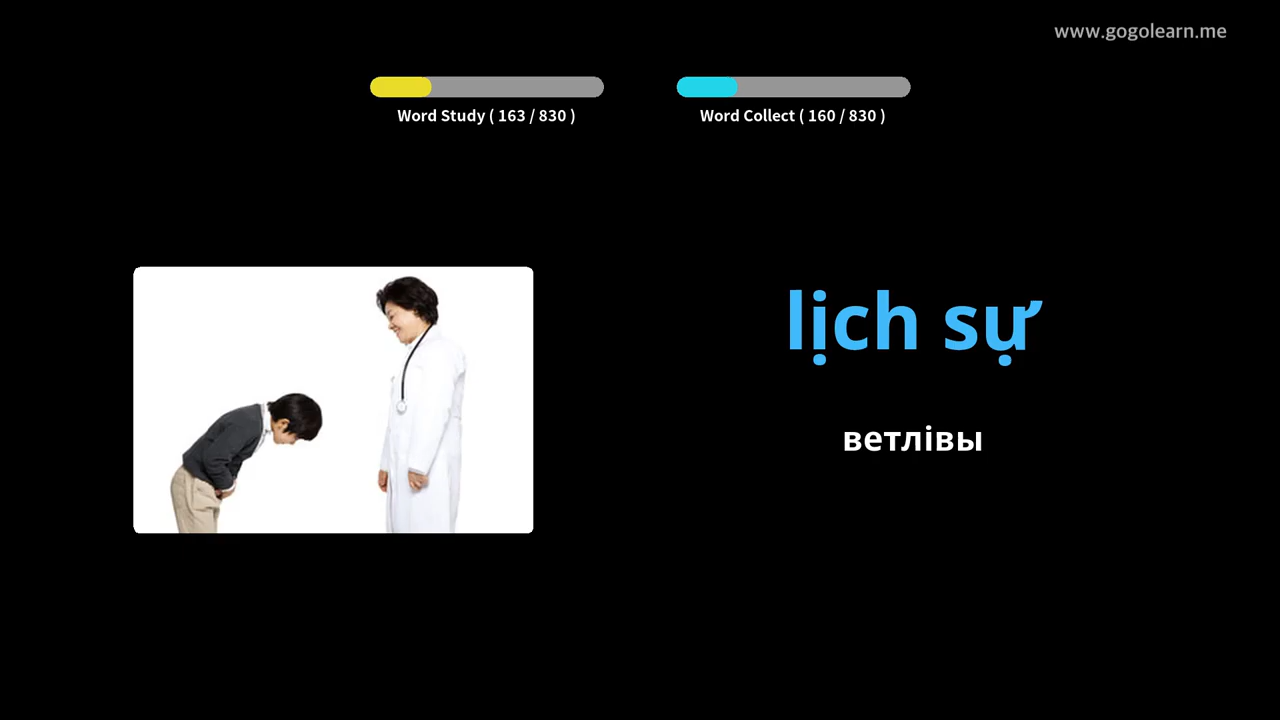 www.gogolearn.me
Word Study ( 163 / 830 )
Word Collect ( 160 / 830 )
lịch sự
ветлівы